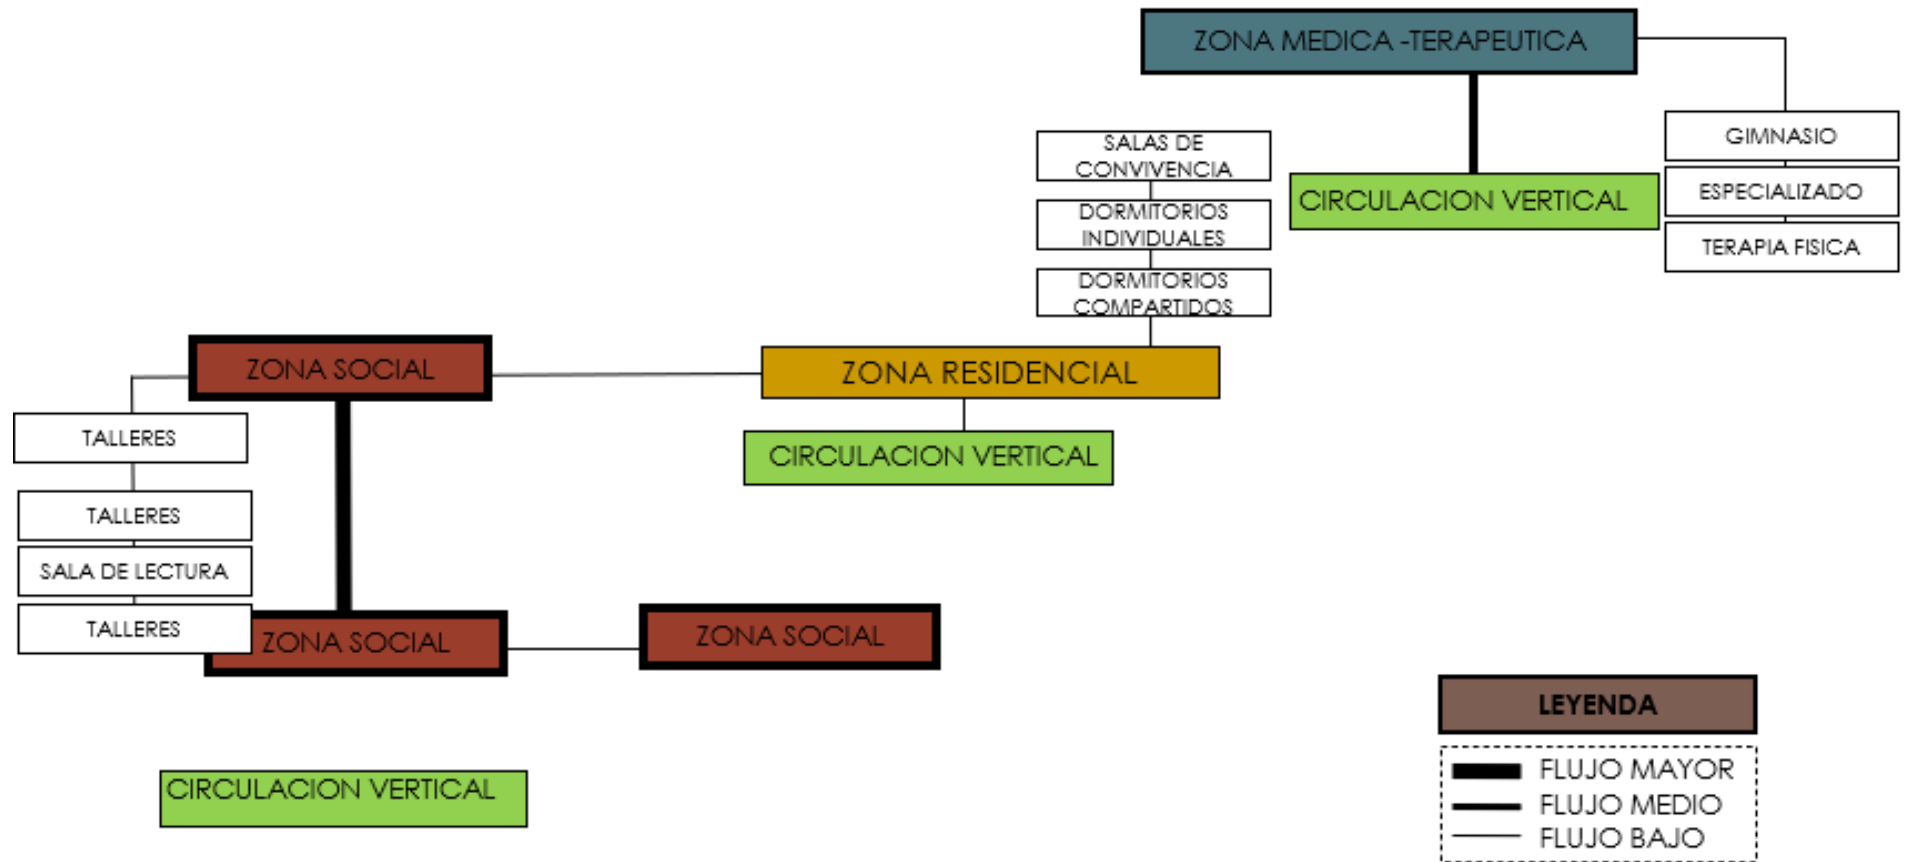 ZONA MEDICA -TERAPEUTICA
GIMNASIO
ESPECIALIZADO
TERAPIA FISICA
CIRCULACION VERTICAL
SALAS DE
CONVIVENCIA
DORMITORIOS
INDIVIDUALES
DORMITORIOS
COMPARTIDOS
ZONA SOCIAL
ZONA RESIDENCIAL
CIRCULACION VERTICAL
TALLERES
TALLERES
SALA DE LECTURA
TALLERES
ZONA SOCIAL
ZONA SOCIAL
CIRCULACION VERTICAL
LEYENDA
FLUJO MAYOR
FLUJO MEDIO
FLUJO BAJO